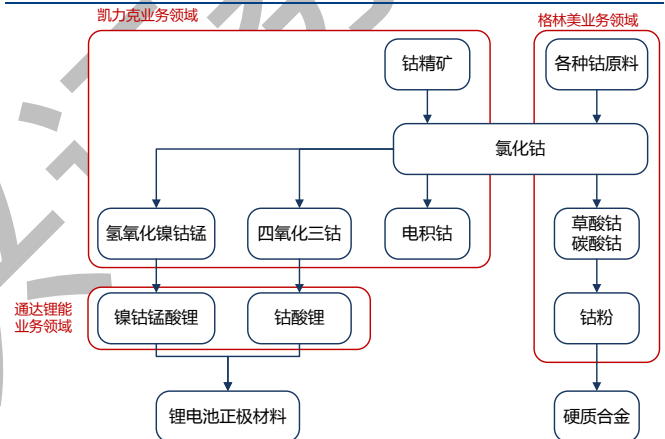 凯力克业务领域
格林美业务领域
钴精矿
各种钴原料
氯化钴
氢氧化镍钴锰
四氧化三钴
电积钴
草酸钴
碳酸钴
通达锂能
业务领域
镍钴锰酸锂
钴酸锂
钴粉
锂电池正极材料
硬质合金